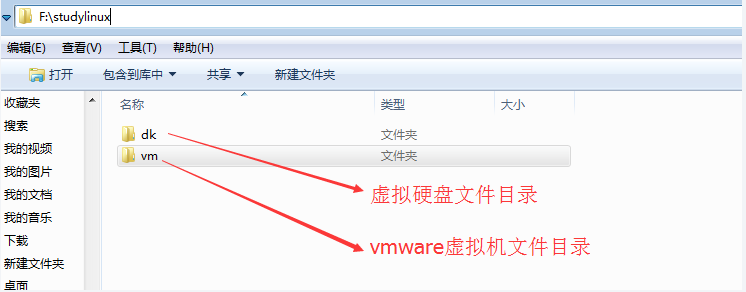 F:\studylinux
编辑(E) 查看(V) 工具(T) 帮助(H)
打开 包含到库中 共享 新建文件夹
收藏夹
搜索
我的视频
我的图片
我的文档
我的音乐
下载
新建文件夹
桌面
名称 类型 大小
dk 文件夹
vm 文件夹
虚拟硬盘文件目录
vmware虚拟机文件目录